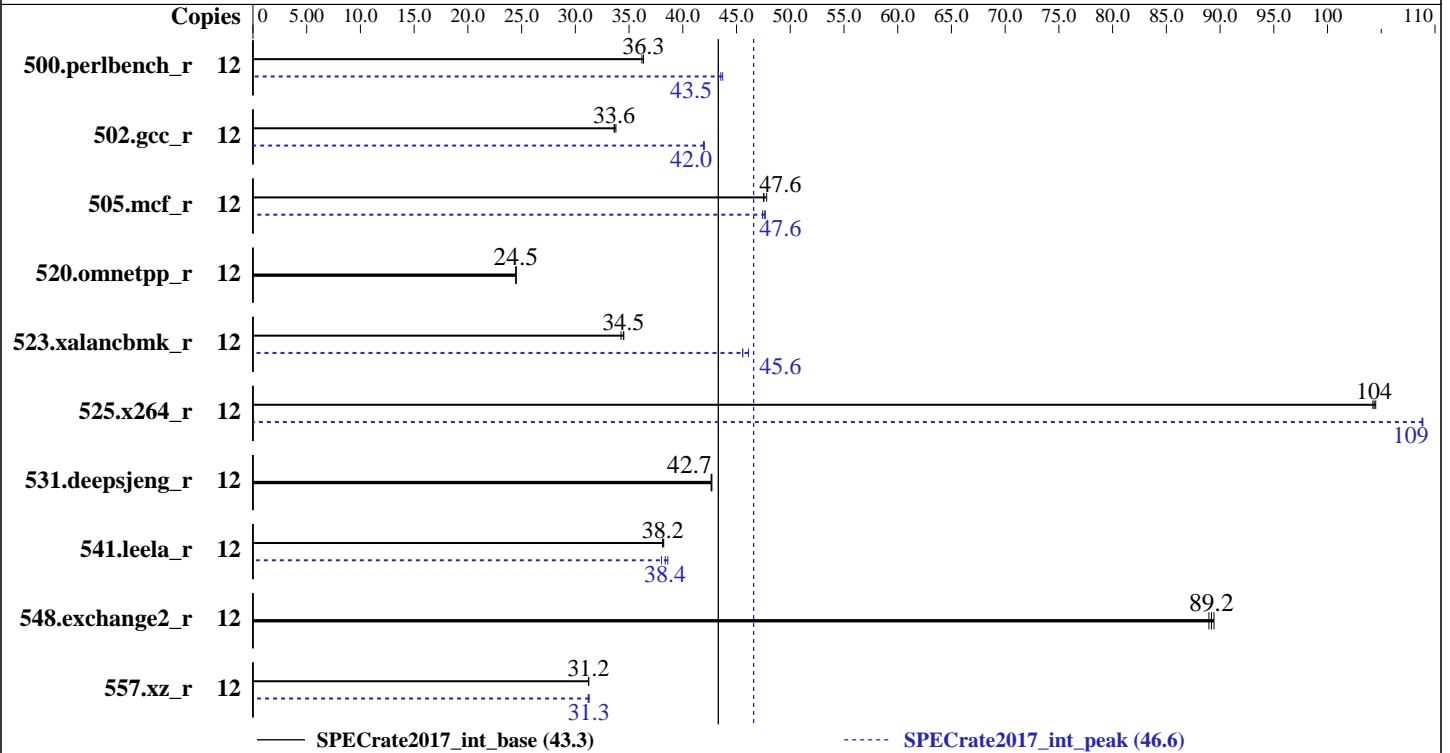 Copies 0 5.00 10.0 15.0 20.0 25.0 30.0 35.0 40.0 45.0 50.0 55.0 60.0 65.0 70.0 75.0 80.0 85.0 90.0 95.0 100 110
36.3
500.perlbench_r 12
43.5
33.6
502.gcc_r 12
42.0
47.6
505.mcf_r 12
47.6
24.5
520.omnetpp_r 12
34.5
523.xalancbmk_r 12
45.6
104
525.x264_r 12
109
42.7
531.deepsjeng_r 12
38.2
541.leela_r 12
38.4
89.2
548.exchange2_r 12
31.2
557.xz_r 12
31.3
SPECrate2017_int_base (43.3) SPECrate2017_int_peak (46.6)